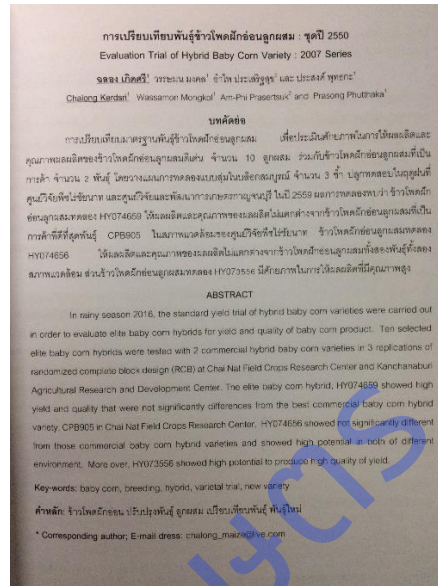 การเปรียบเทียบพันธุ์ข้าวโพดฝักอ่อนลูกผสม : ชุดปี 2550
Evaluation Trial of Hybrid Baby Corn Variety : 2007 Series
ฉลอง เกิดศรี¹ วรรษมน มงคล¹ อำไพ ประเสริฐสุข² และ ประสงค์ พุทธกะ¹
Chalong Kerdsri¹ Wassamon Mongkol¹ Am-Phi Prasertsuk² and Prasong Phutthaka¹
บทคัดย่อ
การเปรียบเทียบมาตรฐานพันธุ์ข้าวโพดฝักอ่อนลูกผสม เพื่อประเมินศักยภาพในการให้ผลผลิตและ
คุณภาพผลผลิตของข้าวโพดฝักอ่อนลูกผสมดีเด่น จำนวน 10 ลูกผสม ร่วมกับข้าวโพดฝักอ่อนลูกผสมที่เป็น
การค้า จำนวน 2 พันธุ์ โดยวางแผนการทดลองแบบสุ่มในบล็อกสมบูรณ์ จำนวน 3 ซ้ำ ปลูกทดสอบในฤดูฝนที่
ศูนย์วิจัยพืชไร่ชัยนาท และศูนย์วิจัยและพัฒนาการเกษตรกาญจนบุรี ในปี 2559 ผลการทดลองพบว่า ข้าวโพดฝัก
อ่อนลูกผสมทดลอง HY074659 ให้ผลผลิตและคุณภาพของผลผลิตไม่แตกต่างจากข้าวโพดฝักอ่อนลูกผสมที่เป็น
การค้าที่ดีที่สุดพันธุ์ CPB905 ในสภาพแวดล้อมของศูนย์วิจัยพืชไร่ชัยนาท ข้าวโพดฝักอ่อนลูกผสมทดลอง
HY074656 ให้ผลผลิตและคุณภาพของผลผลิตไม่แตกต่างจากข้าวโพดฝักอ่อนลูกผสมทั้งสองพันธุ์ทั้งสอง
สภาพแวดล้อม ส่วนข้าวโพดฝักอ่อนลูกผสมทดลอง HY073556 มีศักยภาพในการให้ผลผลิตที่มีคุณภาพสูง
ABSTRACT
In rainy season 2016, the standard yield trial of hybrid baby corn varieties were carried out
in order to evaluate elite baby corn hybrids for yield and quality of baby corn product. Ten selected
elite baby corn hybrids were tested with 2 commercial hybrid baby corn varieties in 3 replications of
randomized complete block design (RCB) at Chai Nat Field Crops Research Center and Kanchanaburi
Agricultural Research and Development Center. The elite baby corn hybrid, HY074659 showed high
yield and quality that were not significantly differences from the best commercial baby corn hybrid
variety, CPB905 in Chai Nat Field Crops Research Center. HY074656 showed not significantly different
from those commercial baby corn hybrid varieties and showed high potential in both of different
environment. More over, HY073556 showed high potential to produce high quality of yield.
Key-words: baby corn, breeding, hybrid, varietal trial, new variety
คำหลัก: ข้าวโพดฝักอ่อน ปรับปรุงพันธุ์ ลูกผสม เปรียบเทียบพันธุ์ พันธุ์ใหม่
* Corresponding author; E-mail dress: chalong_maize@live.com